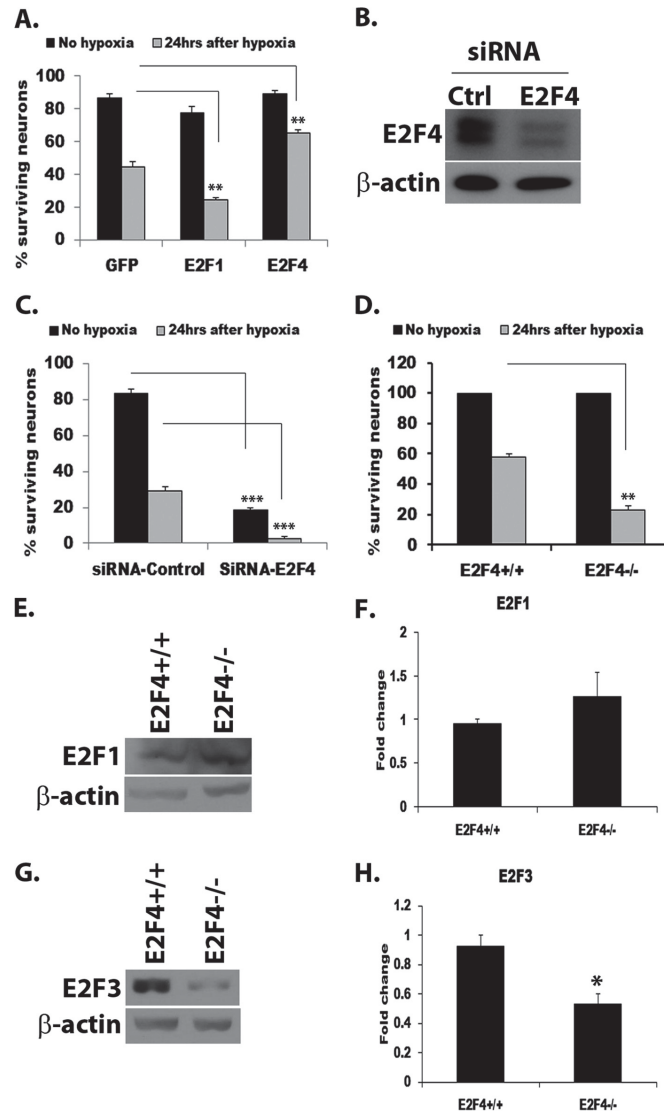 A.
No hypoxia 24hrs after hypoxia
% surviving neurons
100
80
60
40
20
0
**
**
GFP E2F1 E2F4
B.
siRNA
Ctrl E2F4
E2F4
β-actin
C.
No hypoxia 24hrs after hypoxia
% surviving neurons
100
80
60
40
20
0
***
***
siRNA-Control SiRNA-E2F4
D.
No hypoxia 24hrs after hypoxia
% surviving neurons
120
100
80
60
40
20
0
**
E2F4+/+ E2F4-/-
E.
E2F4+/+
E2F4-/-
E2F1
β-actin
F.
E2F1
Fold change
2
1.5
1
0.5
0
E2F4+/+ E2F4-/-
G.
E2F4+/+
E2F4-/-
E2F3
β-actin
H.
E2F3
Fold change
1.2
1
0.8
0.6
0.4
0.2
0
*
E2F4+/+ E2F4-/-